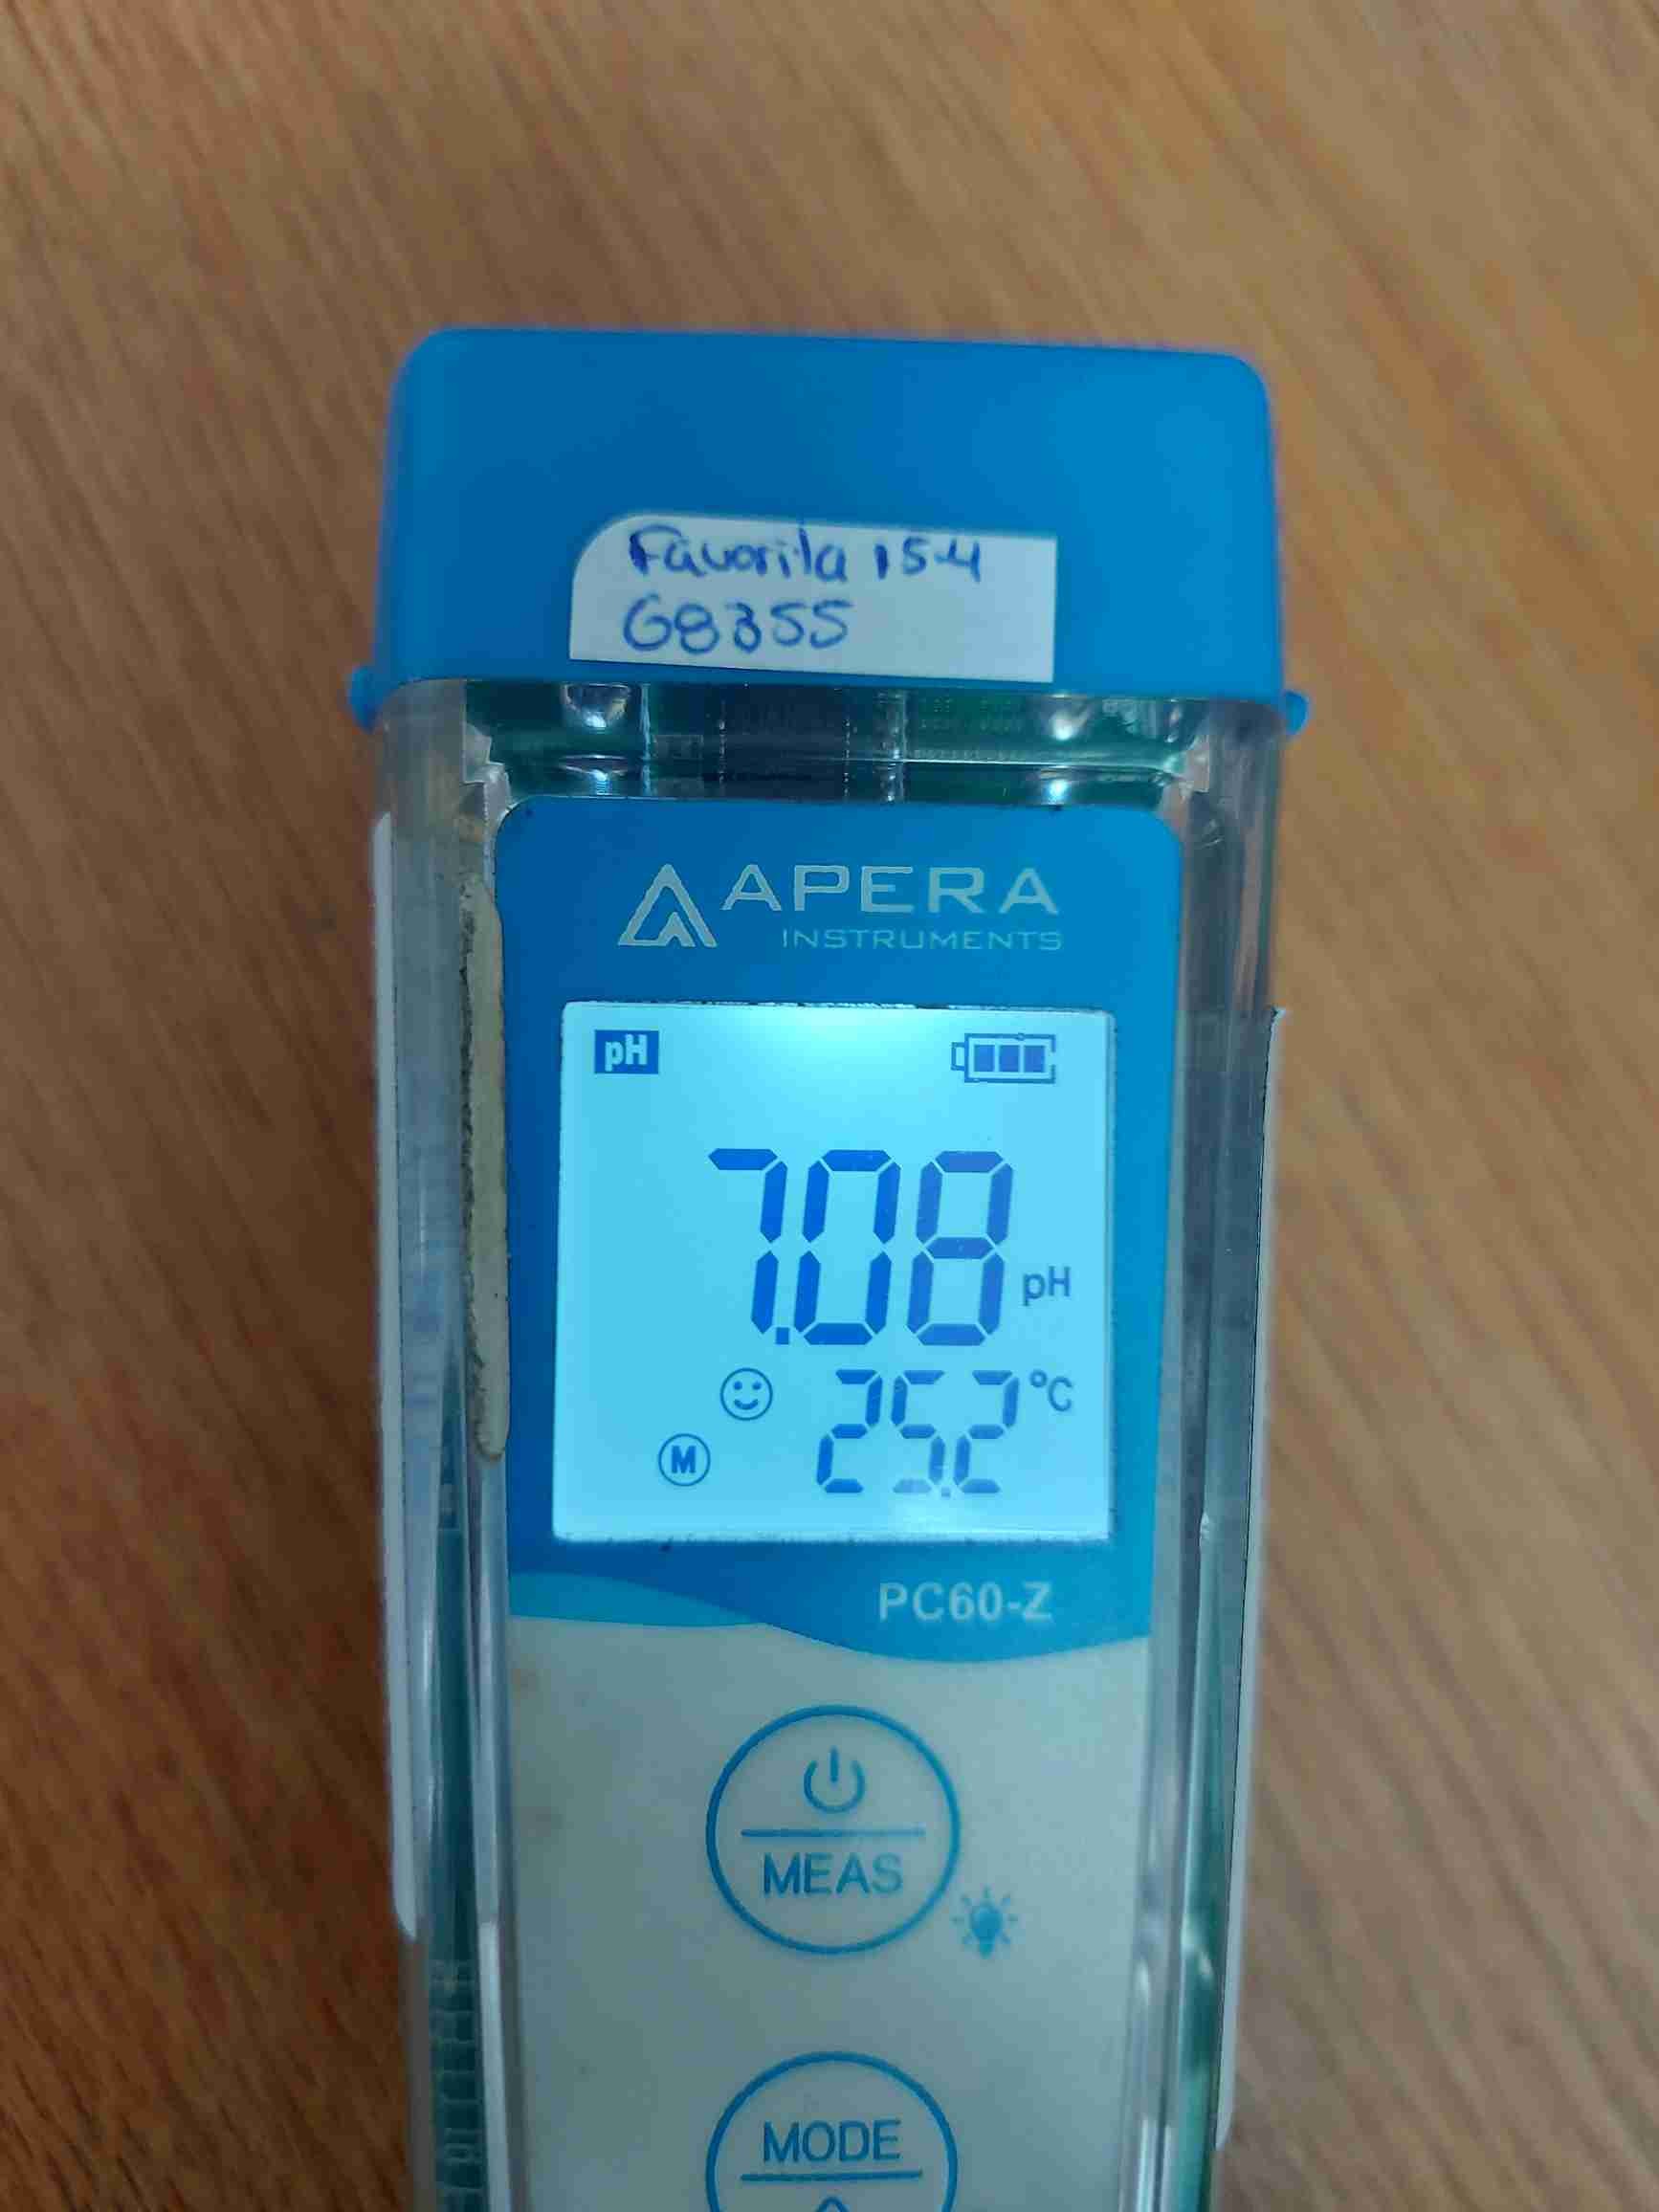 Favorita 15-4
G8355
APERA
INSTRUMENTS
pH
7.08 pH
25.2 °C
M
PC60-Z
MEAS
MODE